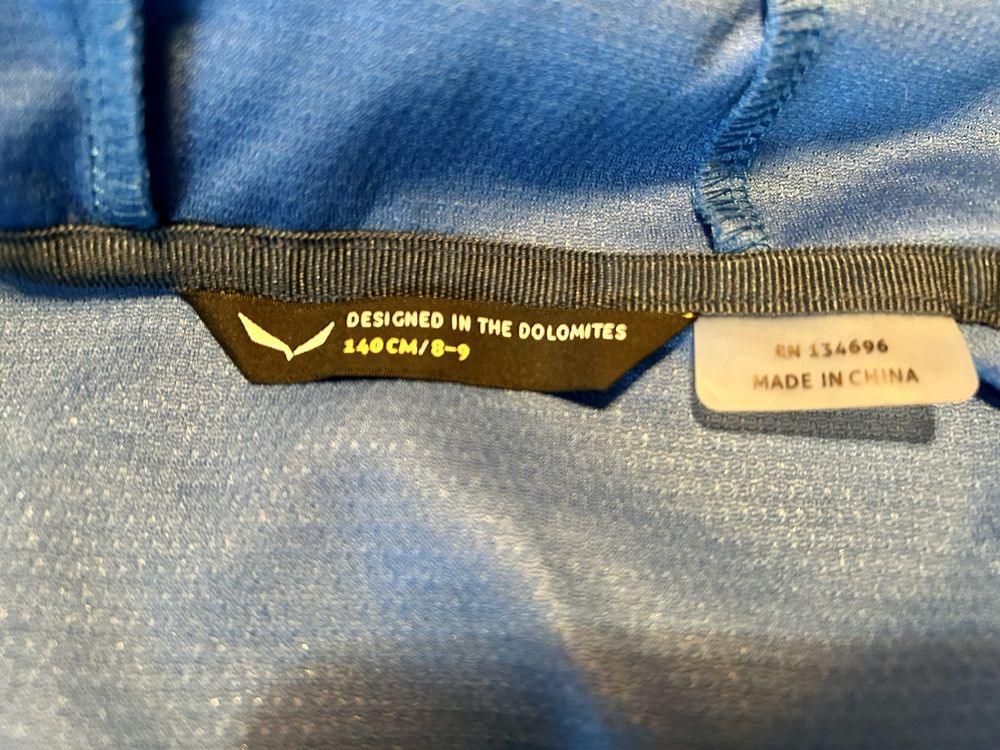 DESIGNED IN THE DOLOMITES
140 CM/8-9
RN 134696
MADE IN CHINA